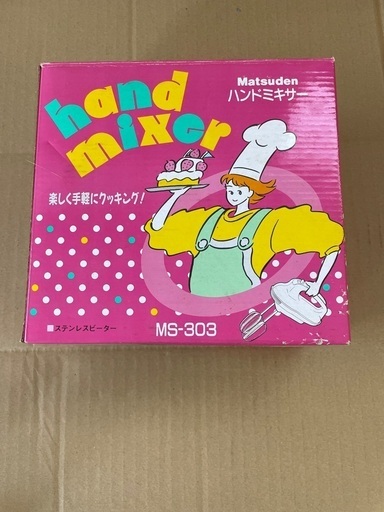 hand
mixer
Matsuden
ハンドミキサー
楽しく手軽にクッキング!
■ステンレスビーター
MS-303